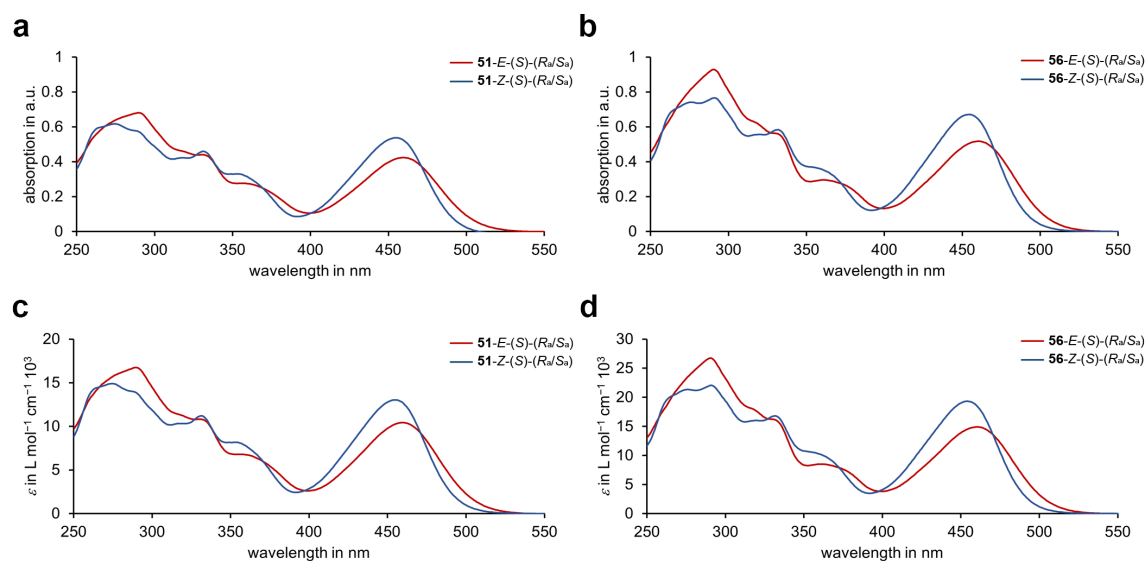 a
51-E-(S)-(Ra/Sa)
51-Z-(S)-(Ra/Sa)
absorption in a.u.
1
0.8
0.6
0.4
0.2
0
250 300 350 400 450 500 550
wavelength in nm
b
56-E-(S)-(Ra/Sa)
56-Z-(S)-(Ra/Sa)
absorption in a.u.
1
0.8
0.6
0.4
0.2
0
250 300 350 400 450 500 550
wavelength in nm
c
51-E-(S)-(Ra/Sa)
51-Z-(S)-(Ra/Sa)
ε in L mol⁻¹ cm⁻¹ 10³
20
15
10
5
0
250 300 350 400 450 500 550
wavelength in nm
d
56-E-(S)-(Ra/Sa)
56-Z-(S)-(Ra/Sa)
ε in L mol⁻¹ cm⁻¹ 10³
30
25
20
15
10
5
0
250 300 350 400 450 500 550
wavelength in nm